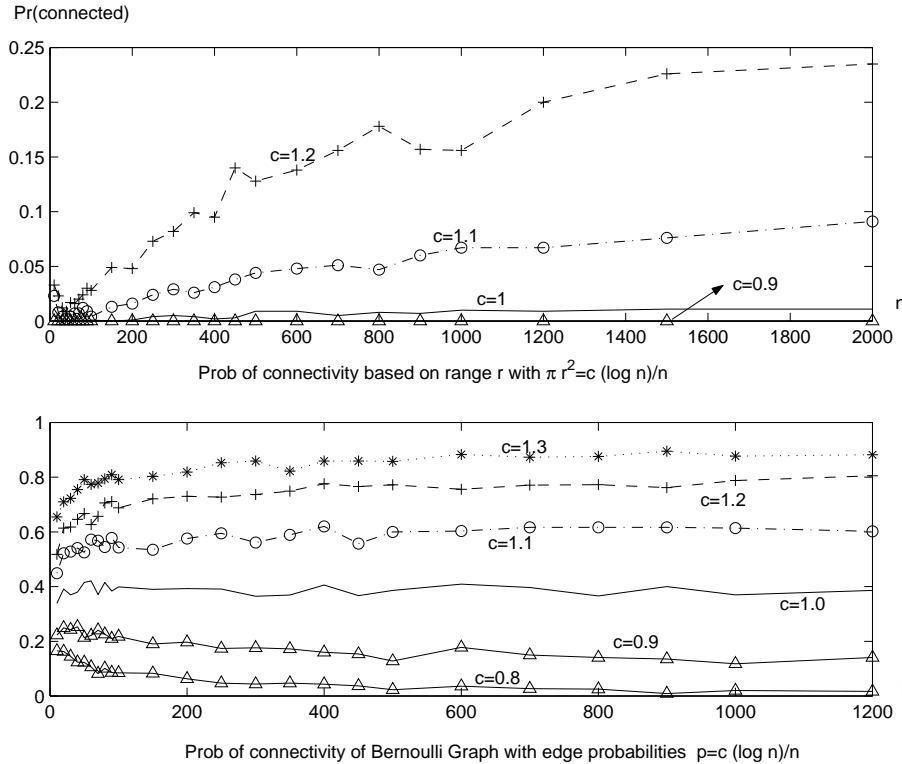 Pr(connected)
0.25
0.2
0.15
0.1
0.05
0
c=1.2
c=1.1
c=1
c=0.9
n
0 200 400 600 800 1000 1200 1400 1600 1800 2000
Prob of connectivity based on range r with π r²=c (log n)/n
1
0.8
0.6
0.4
0.2
0
c=1.3
c=1.2
c=1.1
c=1.0
c=0.9
c=0.8
0 200 400 600 800 1000 1200
Prob of connectivity of Bernoulli Graph with edge probabilities p=c (log n)/n